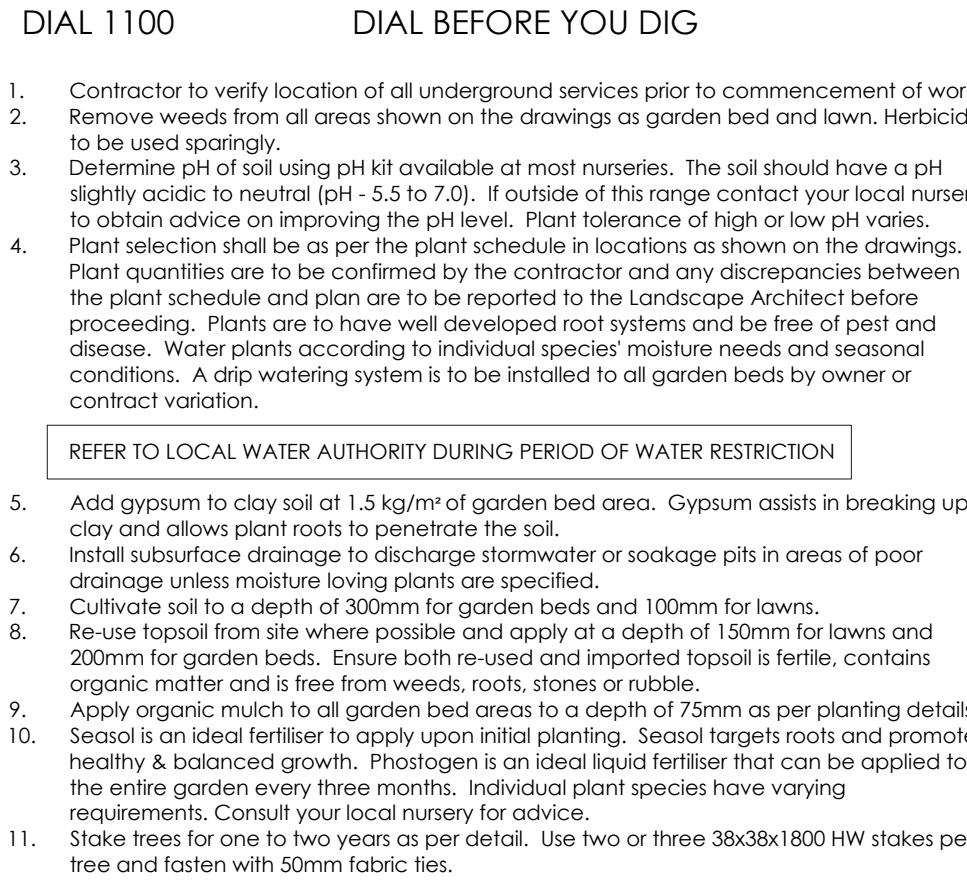 DIAL 1100 DIAL BEFORE YOU DIG
1. Contractor to verify location of all underground services prior to commencement of wor
2. Remove weeds from all areas shown on the drawings as garden bed and lawn. Herbicid
to be used sparingly.
3. Determine pH of soil using pH kit available at most nurseries. The soil should have a pH
slightly acidic to neutral (pH - 5.5 to 7.0). If outside of this range contact your local nurser
to obtain advice on improving the pH level. Plant tolerance of high or low pH varies.
4. Plant selection shall be as per the plant schedule in locations as shown on the drawings.
Plant quantities are to be confirmed by the contractor and any discrepancies between
the plant schedule and plan are to be reported to the Landscape Architect before
proceeding. Plants are to have well developed root systems and be free of pest and
disease. Water plants according to individual species' moisture needs and seasonal
conditions. A drip watering system is to be installed to all garden beds by owner or
contract variation.
REFER TO LOCAL WATER AUTHORITY DURING PERIOD OF WATER RESTRICTION
5. Add gypsum to clay soil at 1.5 kg/m² of garden bed area. Gypsum assists in breaking up
clay and allows plant roots to penetrate the soil.
6. Install subsurface drainage to discharge stormwater or soakage pits in areas of poor
drainage unless moisture loving plants are specified.
7. Cultivate soil to a depth of 300mm for garden beds and 100mm for lawns.
8. Re-use topsoil from site where possible and apply at a depth of 150mm for lawns and
200mm for garden beds. Ensure both re-used and imported topsoil is fertile, contains
organic matter and is free from weeds, roots, stones or rubble.
9. Apply organic mulch to all garden bed areas to a depth of 75mm as per planting details
10. Seasol is an ideal fertiliser to apply upon initial planting. Seasol targets roots and promote
healthy & balanced growth. Phostogen is an ideal liquid fertiliser that can be applied to
the entire garden every three months. Individual plant species have varying
requirements. Consult your local nursery for advice.
11. Stake trees for one to two years as per detail. Use two or three 38x38x1800 HW stakes pe
tree and fasten with 50mm fabric ties.